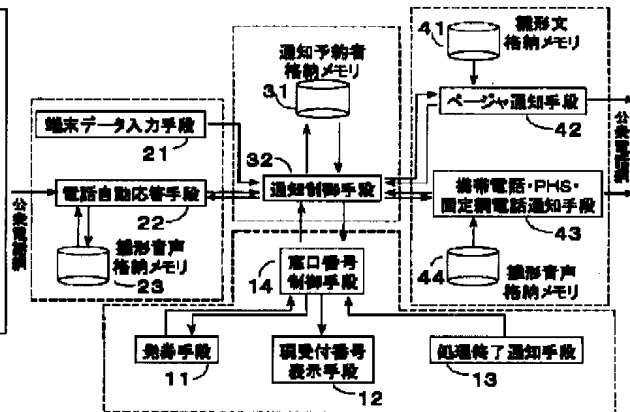 通知予約者
格納メモリ
31
41
雛形文
格納メモリ
端末データ入力手段
21
32
通知制御手段
ページャ通知手段
42
公衆電話網
公衆電話網
電話自動応答手段
22
雛形音声
格納メモリ
23
携帯電話・PHS・
固定網電話通知手段
43
44
雛形音声
格納メモリ
14
窓口番号
制御手段
発券手段
11
現受付番号
表示手段
12
処理終了通知手段
13